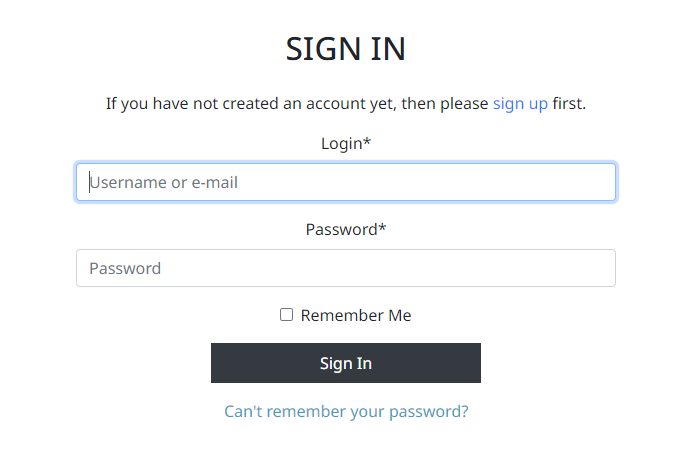 SIGN IN
If you have not created an account yet, then please sign up first.
Login*
Username or e-mail
Password*
Password
Remember Me
Sign In
Can't remember your password?